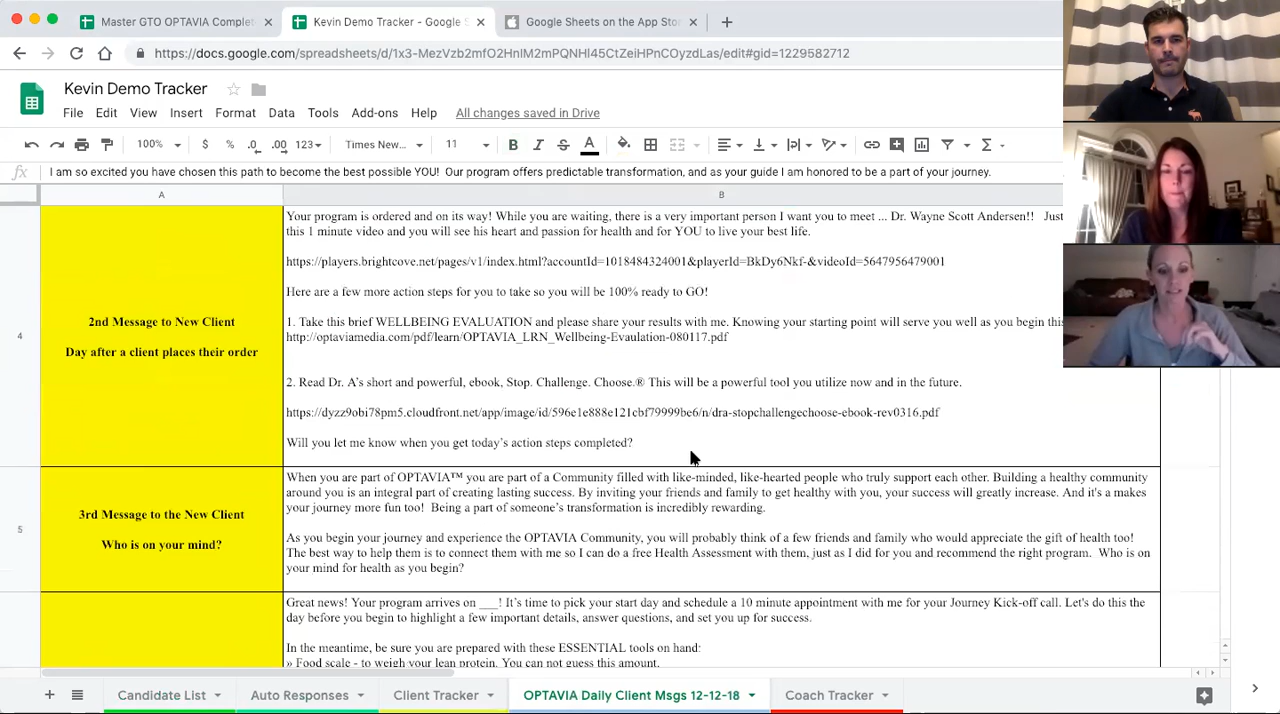 Master GTO OPTAVIA Complet
Kevin Demo Tracker - Google S
Google Sheets on the App Stor
https://docs.google.com/spreadsheets/d/1x3-MezVzb2mfO2HnIM2mPQNHl45CtZeiHPnCOyzdLas/edit#gid=1229582712
Kevin Demo Tracker
File Edit View Insert Format Data Tools Add-ons Help All changes saved in Drive
100% $ % .0 .00 123 Times New... 11 B I S A
fx I am so excited you have chosen this path to become the best possible YOU! Our program offers predictable transformation, and as your guide I am honored to be a part of your journey.
A B
4
2nd Message to New Client
Day after a client places their order
Your program is ordered and on its way! While you are waiting, there is a very important person I want you to meet ... Dr. Wayne Scott Andersen!! Just
this 1 minute video and you will see his heart and passion for health and for YOU to live your best life.
https://players.brightcove.net/pages/v1/index.html?accountId=1018484324001&playerId=BkDy6Nkf-&videoId=5647956479001
Here are a few more action steps for you to take so you will be 100% ready to GO!
1. Take this brief WELLBEING EVALUATION and please share your results with me. Knowing your starting point will serve you well as you begin this
http://optaviamedia.com/pdf/learn/OPTAVIA_LRN_Wellbeing-Evaulation-080117.pdf
2. Read Dr. A's short and powerful, ebook, Stop. Challenge. Choose.® This will be a powerful tool you utilize now and in the future.
https://dyzz9obi78pm5.cloudfront.net/app/image/id/596e1e888e121cbf79999be6/n/dra-stopchallengechoose-ebook-rev0316.pdf
Will you let me know when you get today's action steps completed?
5
3rd Message to the New Client
Who is on your mind?
When you are part of OPTAVIA™ you are part of a Community filled with like-minded, like-hearted people who truly support each other. Building a healthy community
around you is an integral part of creating lasting success. By inviting your friends and family to get healthy with you, your success will greatly increase. And it's a makes
your journey more fun too! Being a part of someone's transformation is incredibly rewarding.
As you begin your journey and experience the OPTAVIA Community, you will probably think of a few friends and family who would appreciate the gift of health too!
The best way to help them is to connect them with me so I can do a free Health Assessment with them, just as I did for you and recommend the right program. Who is on
your mind for health as you begin?
Great news! Your program arrives on ___! It's time to pick your start day and schedule a 10 minute appointment with me for your Journey Kick-off call. Let's do this the
day before you begin to highlight a few important details, answer questions, and set you up for success.
In the meantime, be sure you are prepared with these ESSENTIAL tools on hand:
» Food scale - to weigh your lean protein. You can not guess this amount.
Candidate List Auto Responses Client Tracker OPTAVIA Daily Client Msgs 12-12-18 Coach Tracker